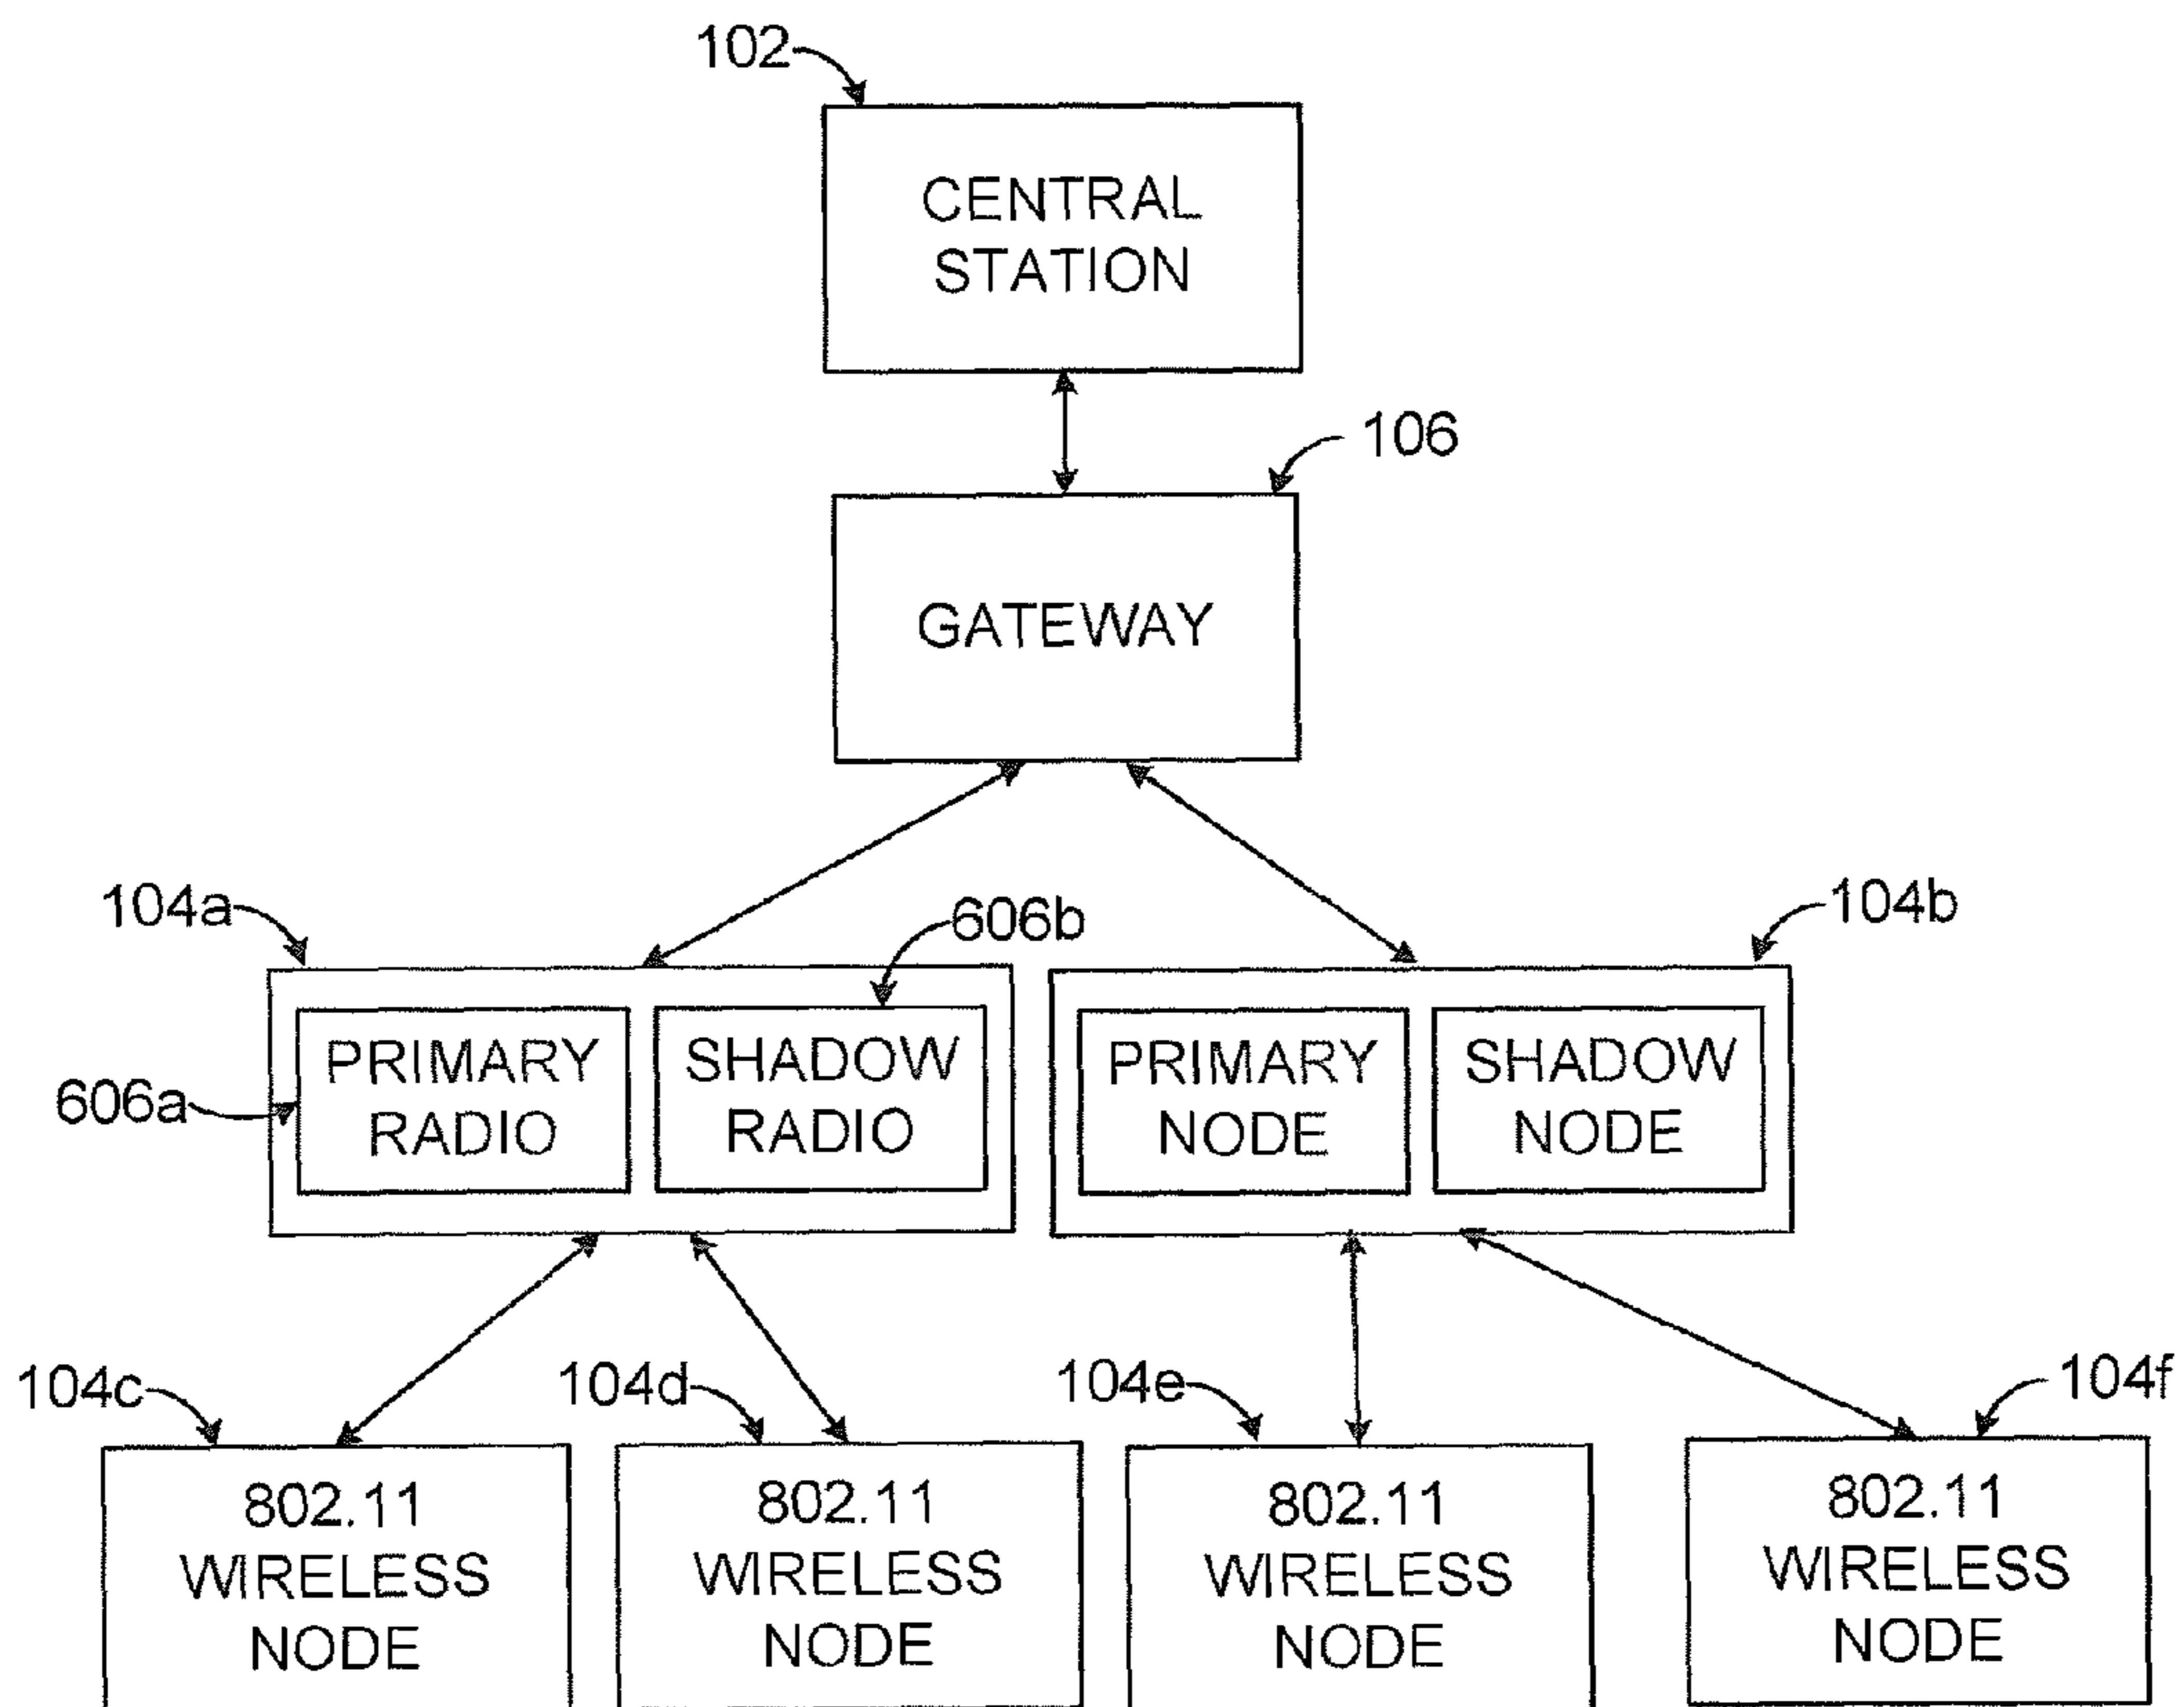 102
CENTRAL
STATION
106
GATEWAY
104a
606b
104b
606a
PRIMARY
RADIO
SHADOW
RADIO
PRIMARY
NODE
SHADOW
NODE
104c
104d
104e
104f
802.11
WIRELESS
NODE
802.11
WIRELESS
NODE
802.11
WIRELESS
NODE
802.11
WIRELESS
NODE